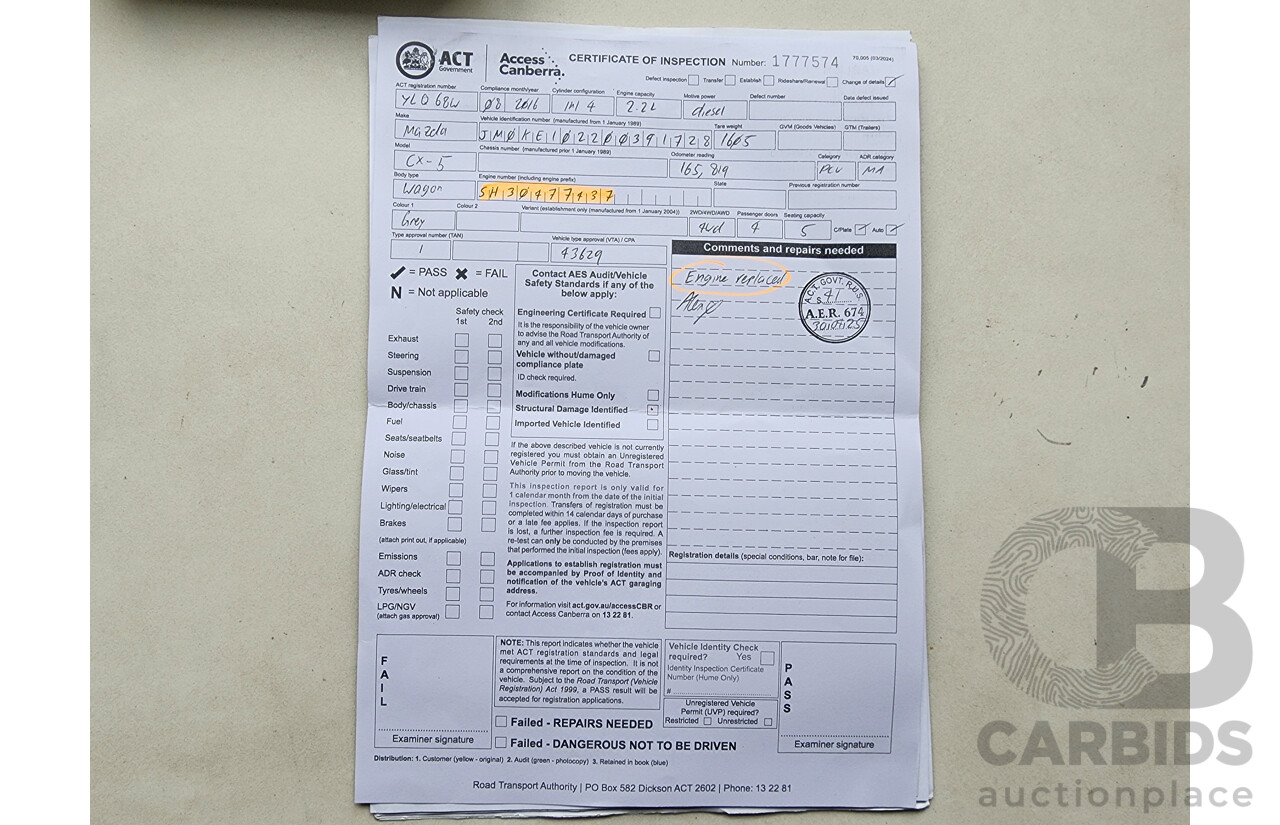 ACT Government
Access Canberra.
CERTIFICATE OF INSPECTION Number: 1777574 70,005 (03/2024)
Defect inspection Transfer Establish Rideshare/Renewal Change of details
ACT registration number Compliance month/year Cylinder configuration Engine capacity Motive power Defect number Date defect issued
YLQ 68W 08 2016 Inl 4 2.2L diesel
Make Vehicle identification number (manufactured from 1 January 1989) Tare weight GVM (Goods Vehicles) GTM (Trailers)
Mazda JM0KE102200391728 1605
Model Chassis number (manufactured prior 1 January 1989) Odometer reading Category ADR category
CX-5 165,819 PCV MA
Body type Engine number (including engine prefix) State Previous registration number
Wagon SH30477437
Colour 1 Colour 2 Variant (establishment only (manufactured from 1 January 2004)) 2WD/4WD/AWD Passenger doors Seating capacity
Grey 4wd 4 5 C/Plate Auto
Type approval number (TAN) Vehicle type approval (VTA) / CPA
1 43629
Comments and repairs needed
Engine replaced
A.C.T. GOVT. R.U.S.
A.E.R. 674
= PASS = FAIL
N = Not applicable
Safety check
1st 2nd
Exhaust
Steering
Suspension
Drive train
Body/chassis
Fuel
Seats/seatbelts
Noise
Glass/tint
Wipers
Lighting/electrical
Brakes
(attach print out, if applicable)
Emissions
ADR check
Tyres/wheels
LPG/NGV
(attach gas approval)
Contact AES Audit/Vehicle
Safety Standards if any of the
below apply:
Engineering Certificate Required
It is the responsibility of the vehicle owner
to advise the Road Transport Authority of
any and all vehicle modifications.
Vehicle without/damaged
compliance plate
ID check required.
Modifications Hume Only
Structural Damage Identified
Imported Vehicle Identified
If the above described vehicle is not currently
registered you must obtain an Unregistered
Vehicle Permit from the Road Transport
Authority prior to moving the vehicle.
This inspection report is only valid for
1 calendar month from the date of the initial
inspection. Transfers of registration must be
completed within 14 calendar days of purchase
or a late fee applies. If the inspection report
is lost, a further inspection fee is required. A
re-test can only be conducted by the premises
that performed the initial inspection (fees apply).
Applications to establish registration must
be accompanied by Proof of Identity and
notification of the vehicle's ACT garaging
address.
For information visit act.gov.au/accessCBR or
contact Access Canberra on 13 22 81.
Registration details (special conditions, bar, note for file):
FAIL
Examiner signature
NOTE: This report indicates whether the vehicle
met ACT registration standards and legal
requirements at the time of inspection. It is not
a comprehensive report on the condition of the
vehicle. Subject to the Road Transport (Vehicle
Registration) Act 1999, a PASS result will be
accepted for registration applications.
Failed - REPAIRS NEEDED
Failed - DANGEROUS NOT TO BE DRIVEN
Vehicle Identity Check
required? Yes
Identity Inspection Certificate
Number (Hume Only)
#
Unregistered Vehicle
Permit (UVP) required?
Restricted Unrestricted
PASS
Examiner signature
Distribution: 1. Customer (yellow - original) 2. Audit (green - photocopy) 3. Retained in book (blue)
Road Transport Authority | PO Box 582 Dickson ACT 2602 | Phone: 13 22 81
CARBIDS
auctionplace